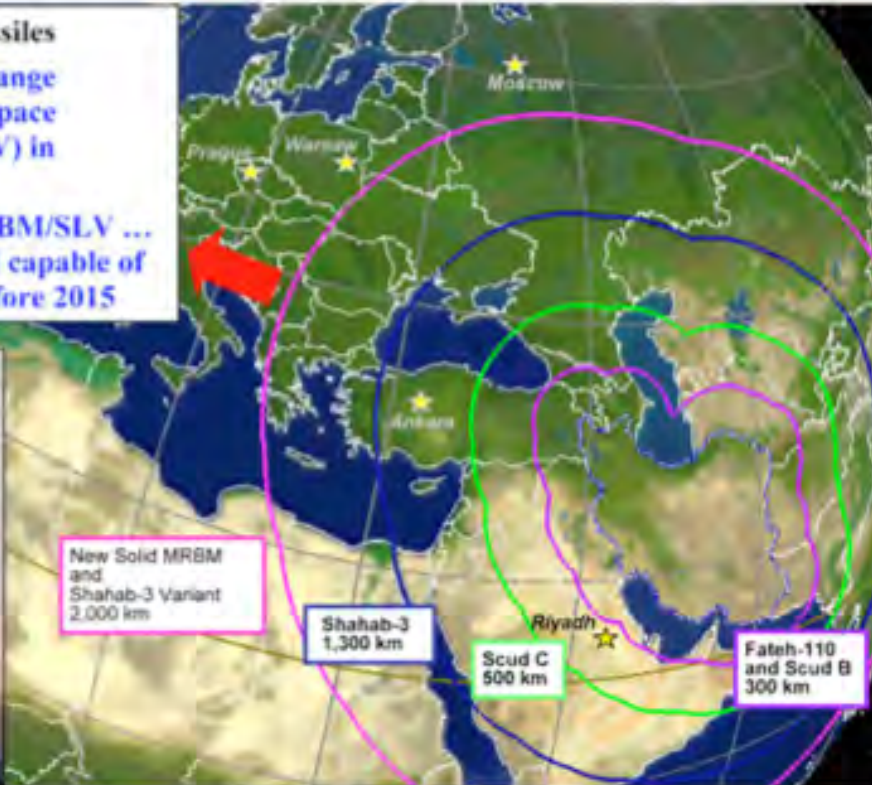 siles
ange
pace
V) in
BM/SLV ...
capable of
fore 2015
Moscow
Prague
Warsaw
Ankara
New Solid MRBM
and
Shahab-3 Variant
2,000 km
Shahab-3
1,300 km
Riyadh
Scud C
500 km
Fateh-110
and Scud B
300 km